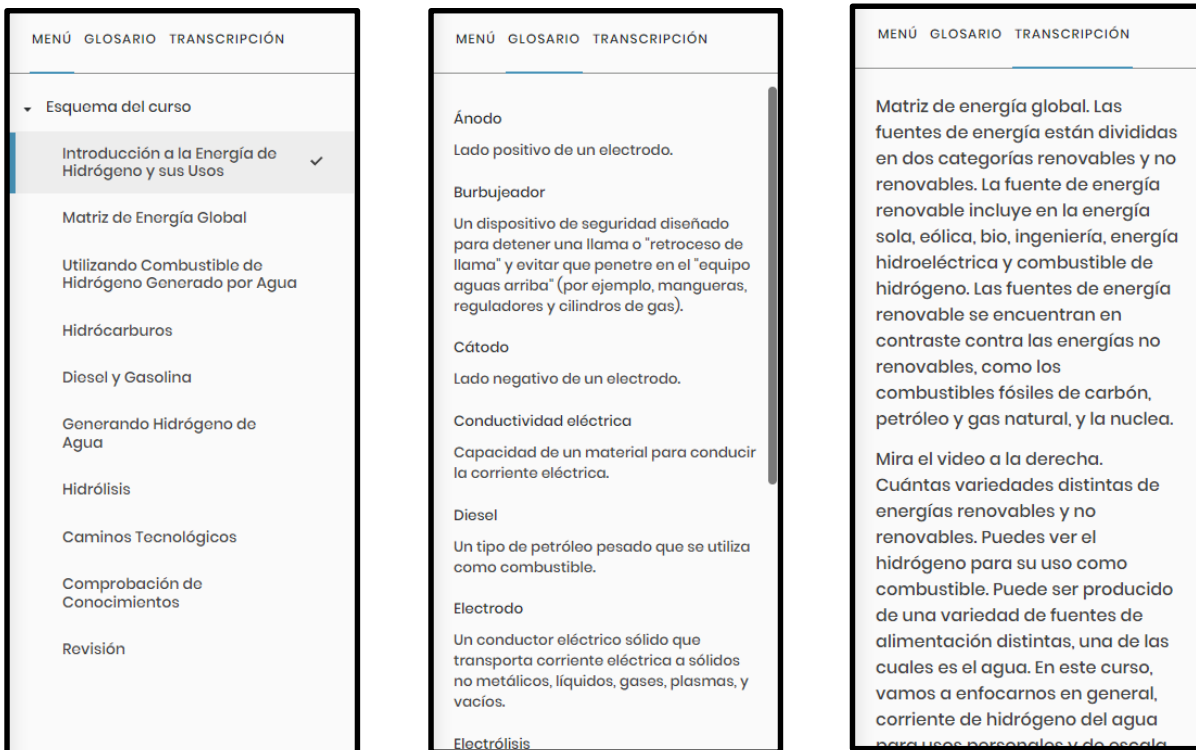 MENÚ GLOSARIO TRANSCRIPCIÓN
Esquema del curso
Introducción a la Energía de
Hidrógeno y sus Usos
Matriz de Energía Global
Utilizando Combustible de
Hidrógeno Generado por Agua
Hidrócarburos
Diesel y Gasolina
Generando Hidrógeno de
Agua
Hidrólisis
Caminos Tecnológicos
Comprobación de
Conocimientos
Revisión
MENÚ GLOSARIO TRANSCRIPCIÓN
Ánodo
Lado positivo de un electrodo.
Burbujeador
Un dispositivo de seguridad diseñado
para detener una llama o "retroceso de
llama" y evitar que penetre en el "equipo
aguas arriba" (por ejemplo, mangueras,
reguladores y cilindros de gas).
Cátodo
Lado negativo de un electrodo.
Conductividad eléctrica
Capacidad de un material para conducir
la corriente eléctrica.
Diesel
Un tipo de petróleo pesado que se utiliza
como combustible.
Electrodo
Un conductor eléctrico sólido que
transporta corriente eléctrica a sólidos
no metálicos, líquidos, gases, plasmas, y
vacíos.
Electrólisis
MENÚ GLOSARIO TRANSCRIPCIÓN
Matriz de energía global. Las
fuentes de energía están divididas
en dos categorías renovables y no
renovables. La fuente de energía
renovable incluye en la energía
sola, eólica, bio, ingeniería, energía
hidroeléctrica y combustible de
hidrógeno. Las fuentes de energía
renovable se encuentran en
contraste contra las energías no
renovables, como los
combustibles fósiles de carbón,
petróleo y gas natural, y la nuclea.
Mira el video a la derecha.
Cuántas variedades distintas de
energías renovables y no
renovables. Puedes ver el
hidrógeno para su uso como
combustible. Puede ser producido
de una variedad de fuentes de
alimentación distintas, una de las
cuales es el agua. En este curso,
vamos a enfocarnos en general,
corriente de hidrógeno del agua
para usos personales y de escala